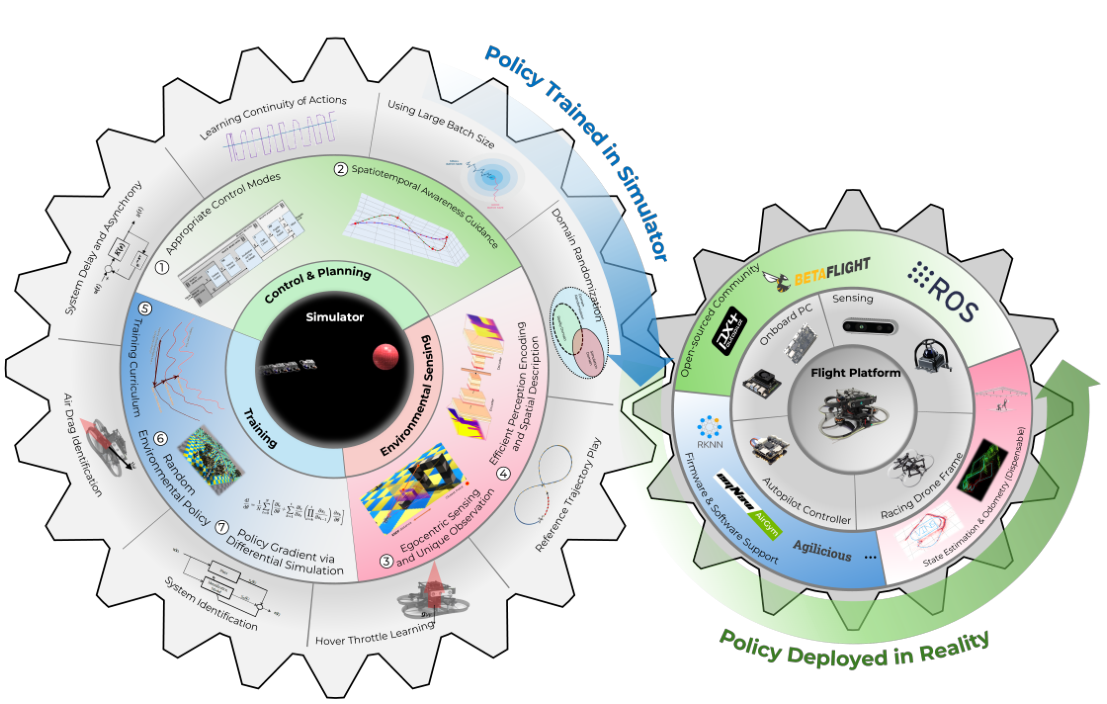 Policy Trained in Simulator
Learning Continuity of Actions
Using Large Batch Size
Domain Randomization
Reference Trajectory Play
Hover Throttle Learning
System Identification
Air Drag Identification
System Delay and Asynchrony
① Appropriate Control Modes
② Spatiotemporal Awareness Guidance
Control & Planning
Simulator
Environmental Sensing
Training
④ Efficient Perception Encoding
and Spatial Description
③ Egocentric Sensing
and Unique Observation
⑤ Training Curriculum
⑥ Random
Environmental Policy
⑦ Policy Gradient via
Differential Simulation
Open-sourced Community
BETAFLIGHT
ROS
PX4
Onboard PC
Sensing
Flight Platform
Autopilot Controller
Racing Drone Frame
RKNN
Firmware & Software Support
AirGym
Agilicious ...
State Estimation & Odometry (Dispensable)
Policy Deployed in Reality